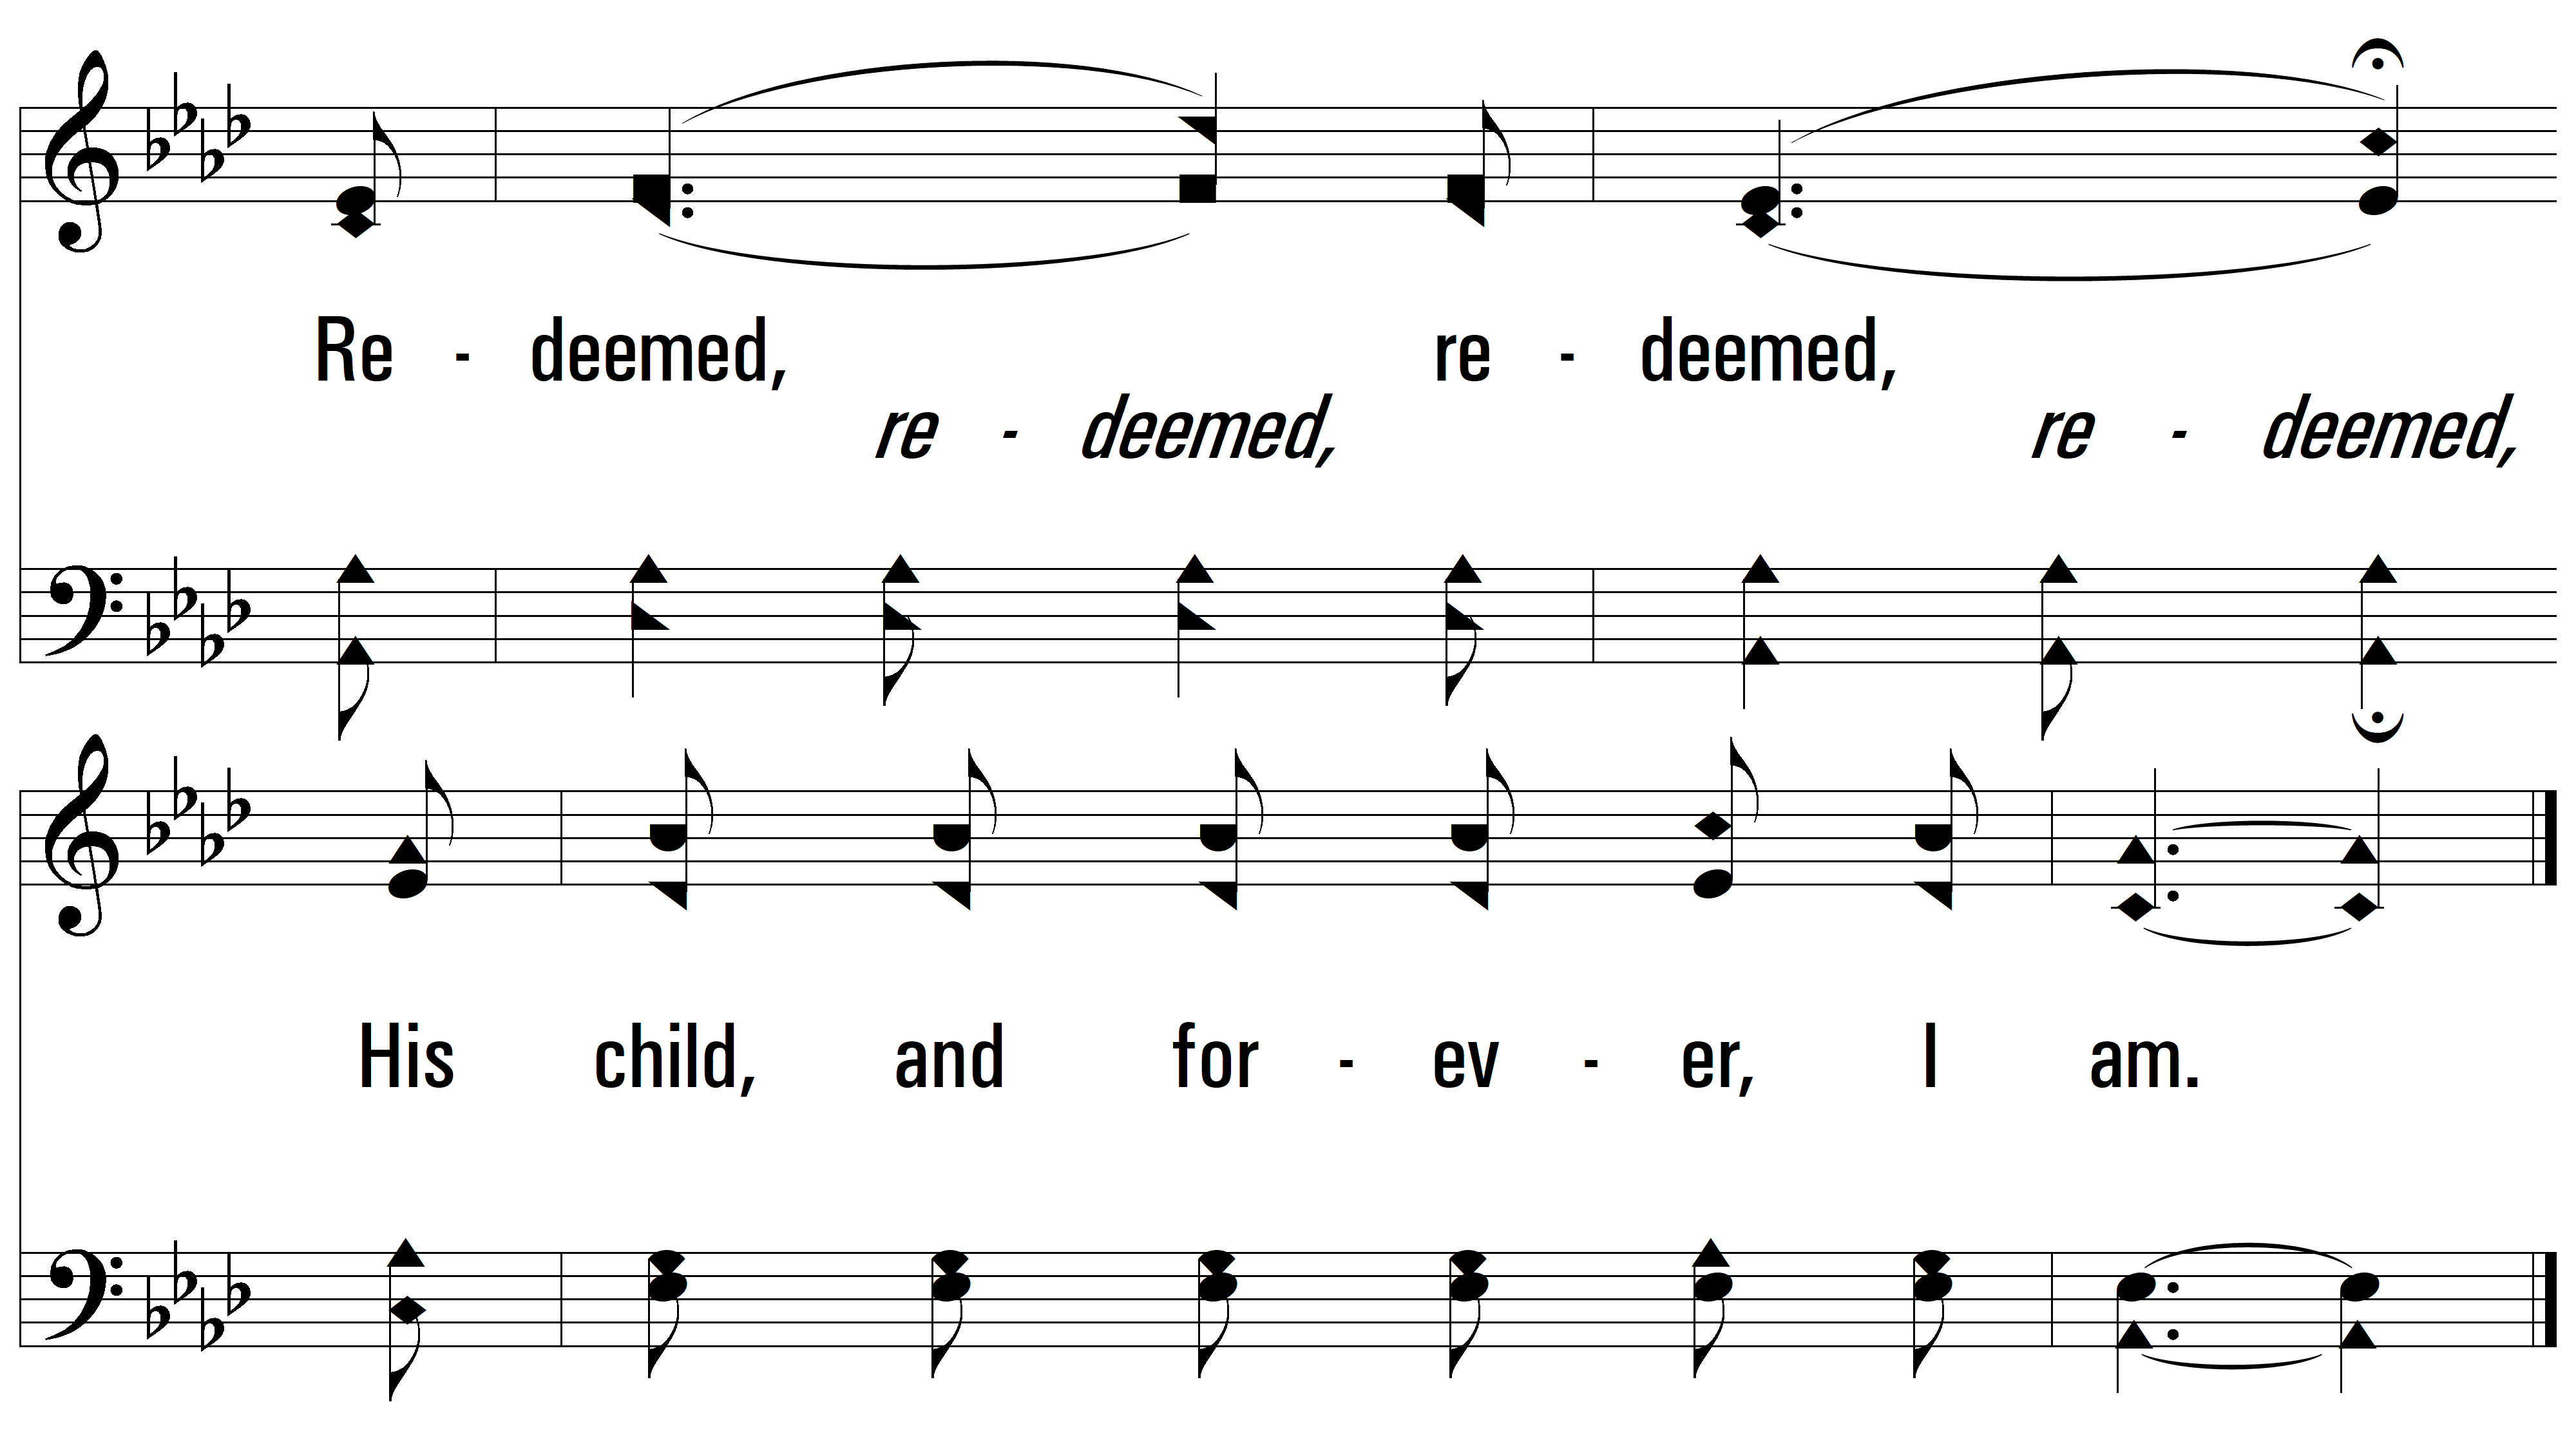 Re - deemed, re - deemed,
re - deemed, re - deemed,
His child, and for - ev - er, I am.